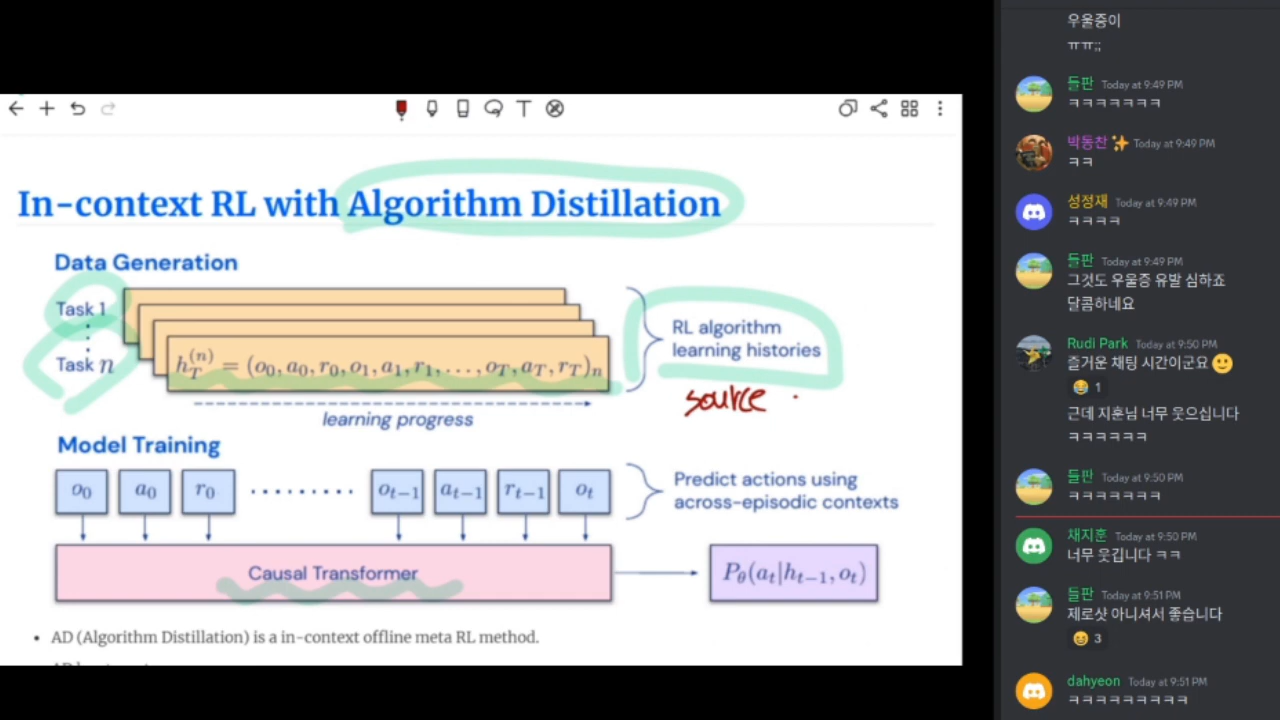 In-context RL with Algorithm Distillation
Data Generation
Task 1
Task n
h_T^{(n)} = (o_0, a_0, r_0, o_1, a_1, r_1, . . . , o_T, a_T, r_T)_n
RL algorithm
learning histories
source
learning progress
Model Training
o_0 a_0 r_0 o_{t−1} a_{t−1} r_{t−1} o_t
Predict actions using
across-episodic contexts
Causal Transformer
P_θ(a_t|h_{t−1}, o_t)
• AD (Algorithm Distillation) is a in-context offline meta RL method.
우울증이
ㅠㅠ;;
들판 Today at 9:49 PM
ㅋㅋㅋㅋㅋㅋㅋ
박동찬 ✨ Today at 9:49 PM
ㅋㅋ
성정재 Today at 9:49 PM
ㅋㅋㅋㅋ
들판 Today at 9:49 PM
그것도 우울증 유발 심하죠
달콤하네요
Rudi Park Today at 9:50 PM
즐거운 채팅 시간이군요 🙂
😂 1
근데 지훈님 너무 웃으십니다
ㅋㅋㅋㅋㅋㅋ
들판 Today at 9:50 PM
ㅋㅋㅋㅋㅋㅋㅋ
채지훈 Today at 9:50 PM
너무 웃깁니다 ㅋㅋ
들판 Today at 9:51 PM
제로샷 아니셔서 좋습니다
😄 3
dahyeon Today at 9:51 PM
ㅋㅋㅋㅋㅋㅋㅋㅋㅋ